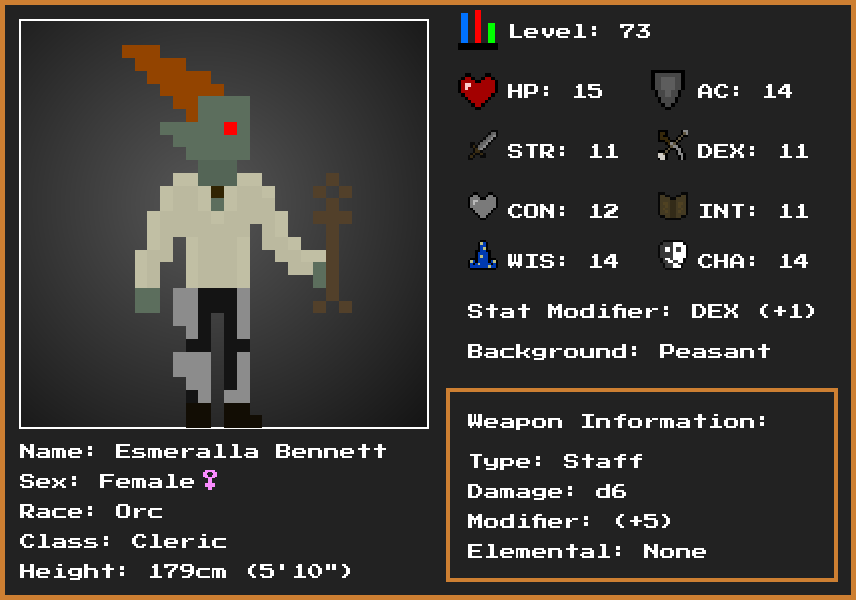 Level: 73
HP: 15 AC: 14
STR: 11 DEX: 11
CON: 12 INT: 11
WIS: 14 CHA: 14
Stat Modifier: DEX (+1)
Background: Peasant
Weapon Information:
Type: Staff
Damage: d6
Modifier: (+5)
Elemental: None
Name: Esmeralla Bennett
Sex: Female♀
Race: Orc
Class: Cleric
Height: 179cm (5'10")